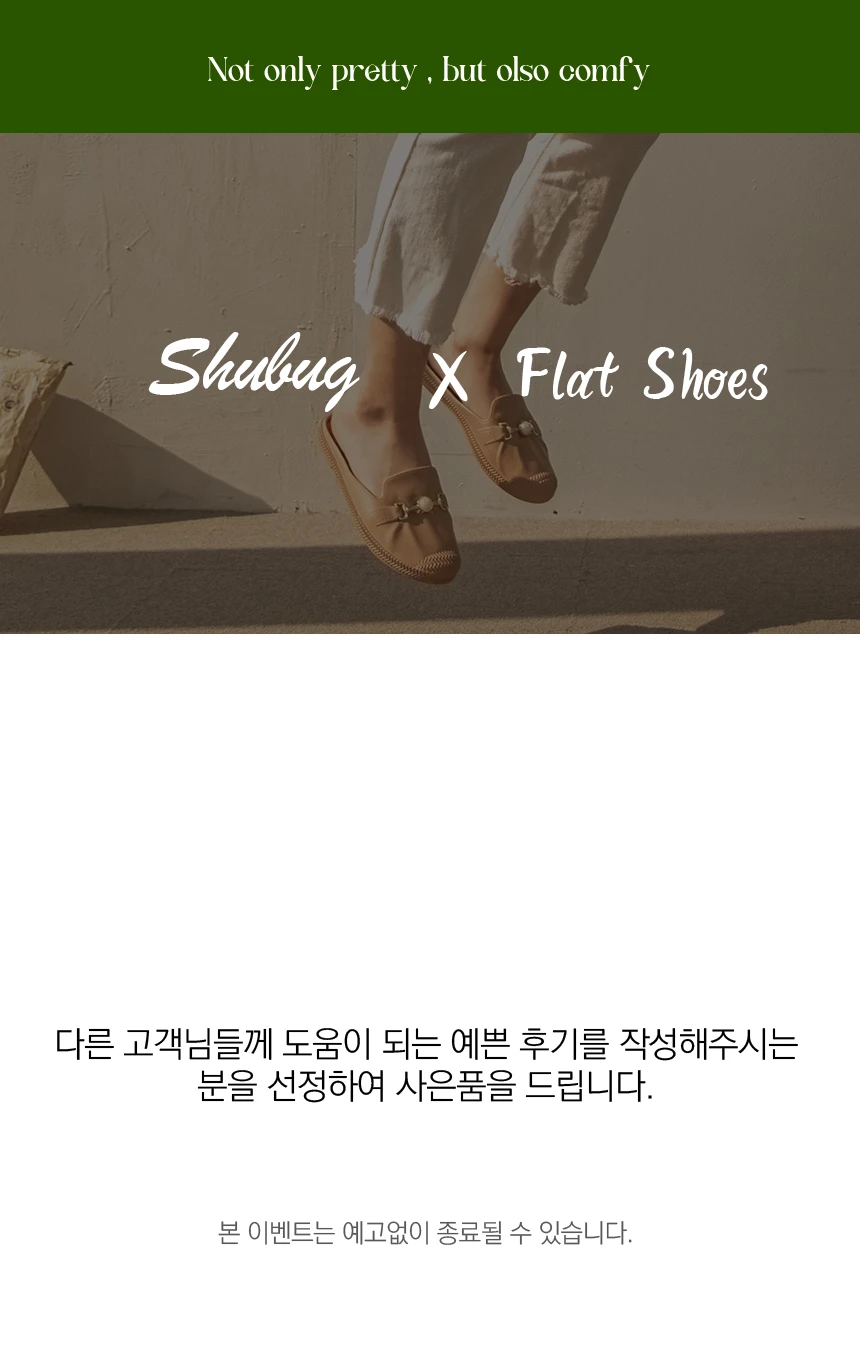 Not only pretty , but olso comfy
Shubug X Flat Shoes
다른 고객님들께 도움이 되는 예쁜 후기를 작성해주시는
분을 선정하여 사은품을 드립니다.
본 이벤트는 예고없이 종료될 수 있습니다.